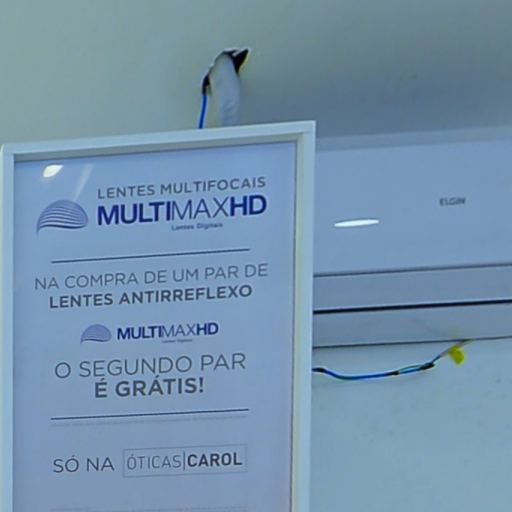 LENTES MULTIFOCAIS
MULTIMAXHD
Lentes Digitais
NA COMPRA DE UM PAR DE
LENTES ANTIRREFLEXO
MULTIMAXHD
Lentes Digitais
O SEGUNDO PAR
É GRÁTIS!
SÓ NA ÓTICAS|CAROL
ELGIN